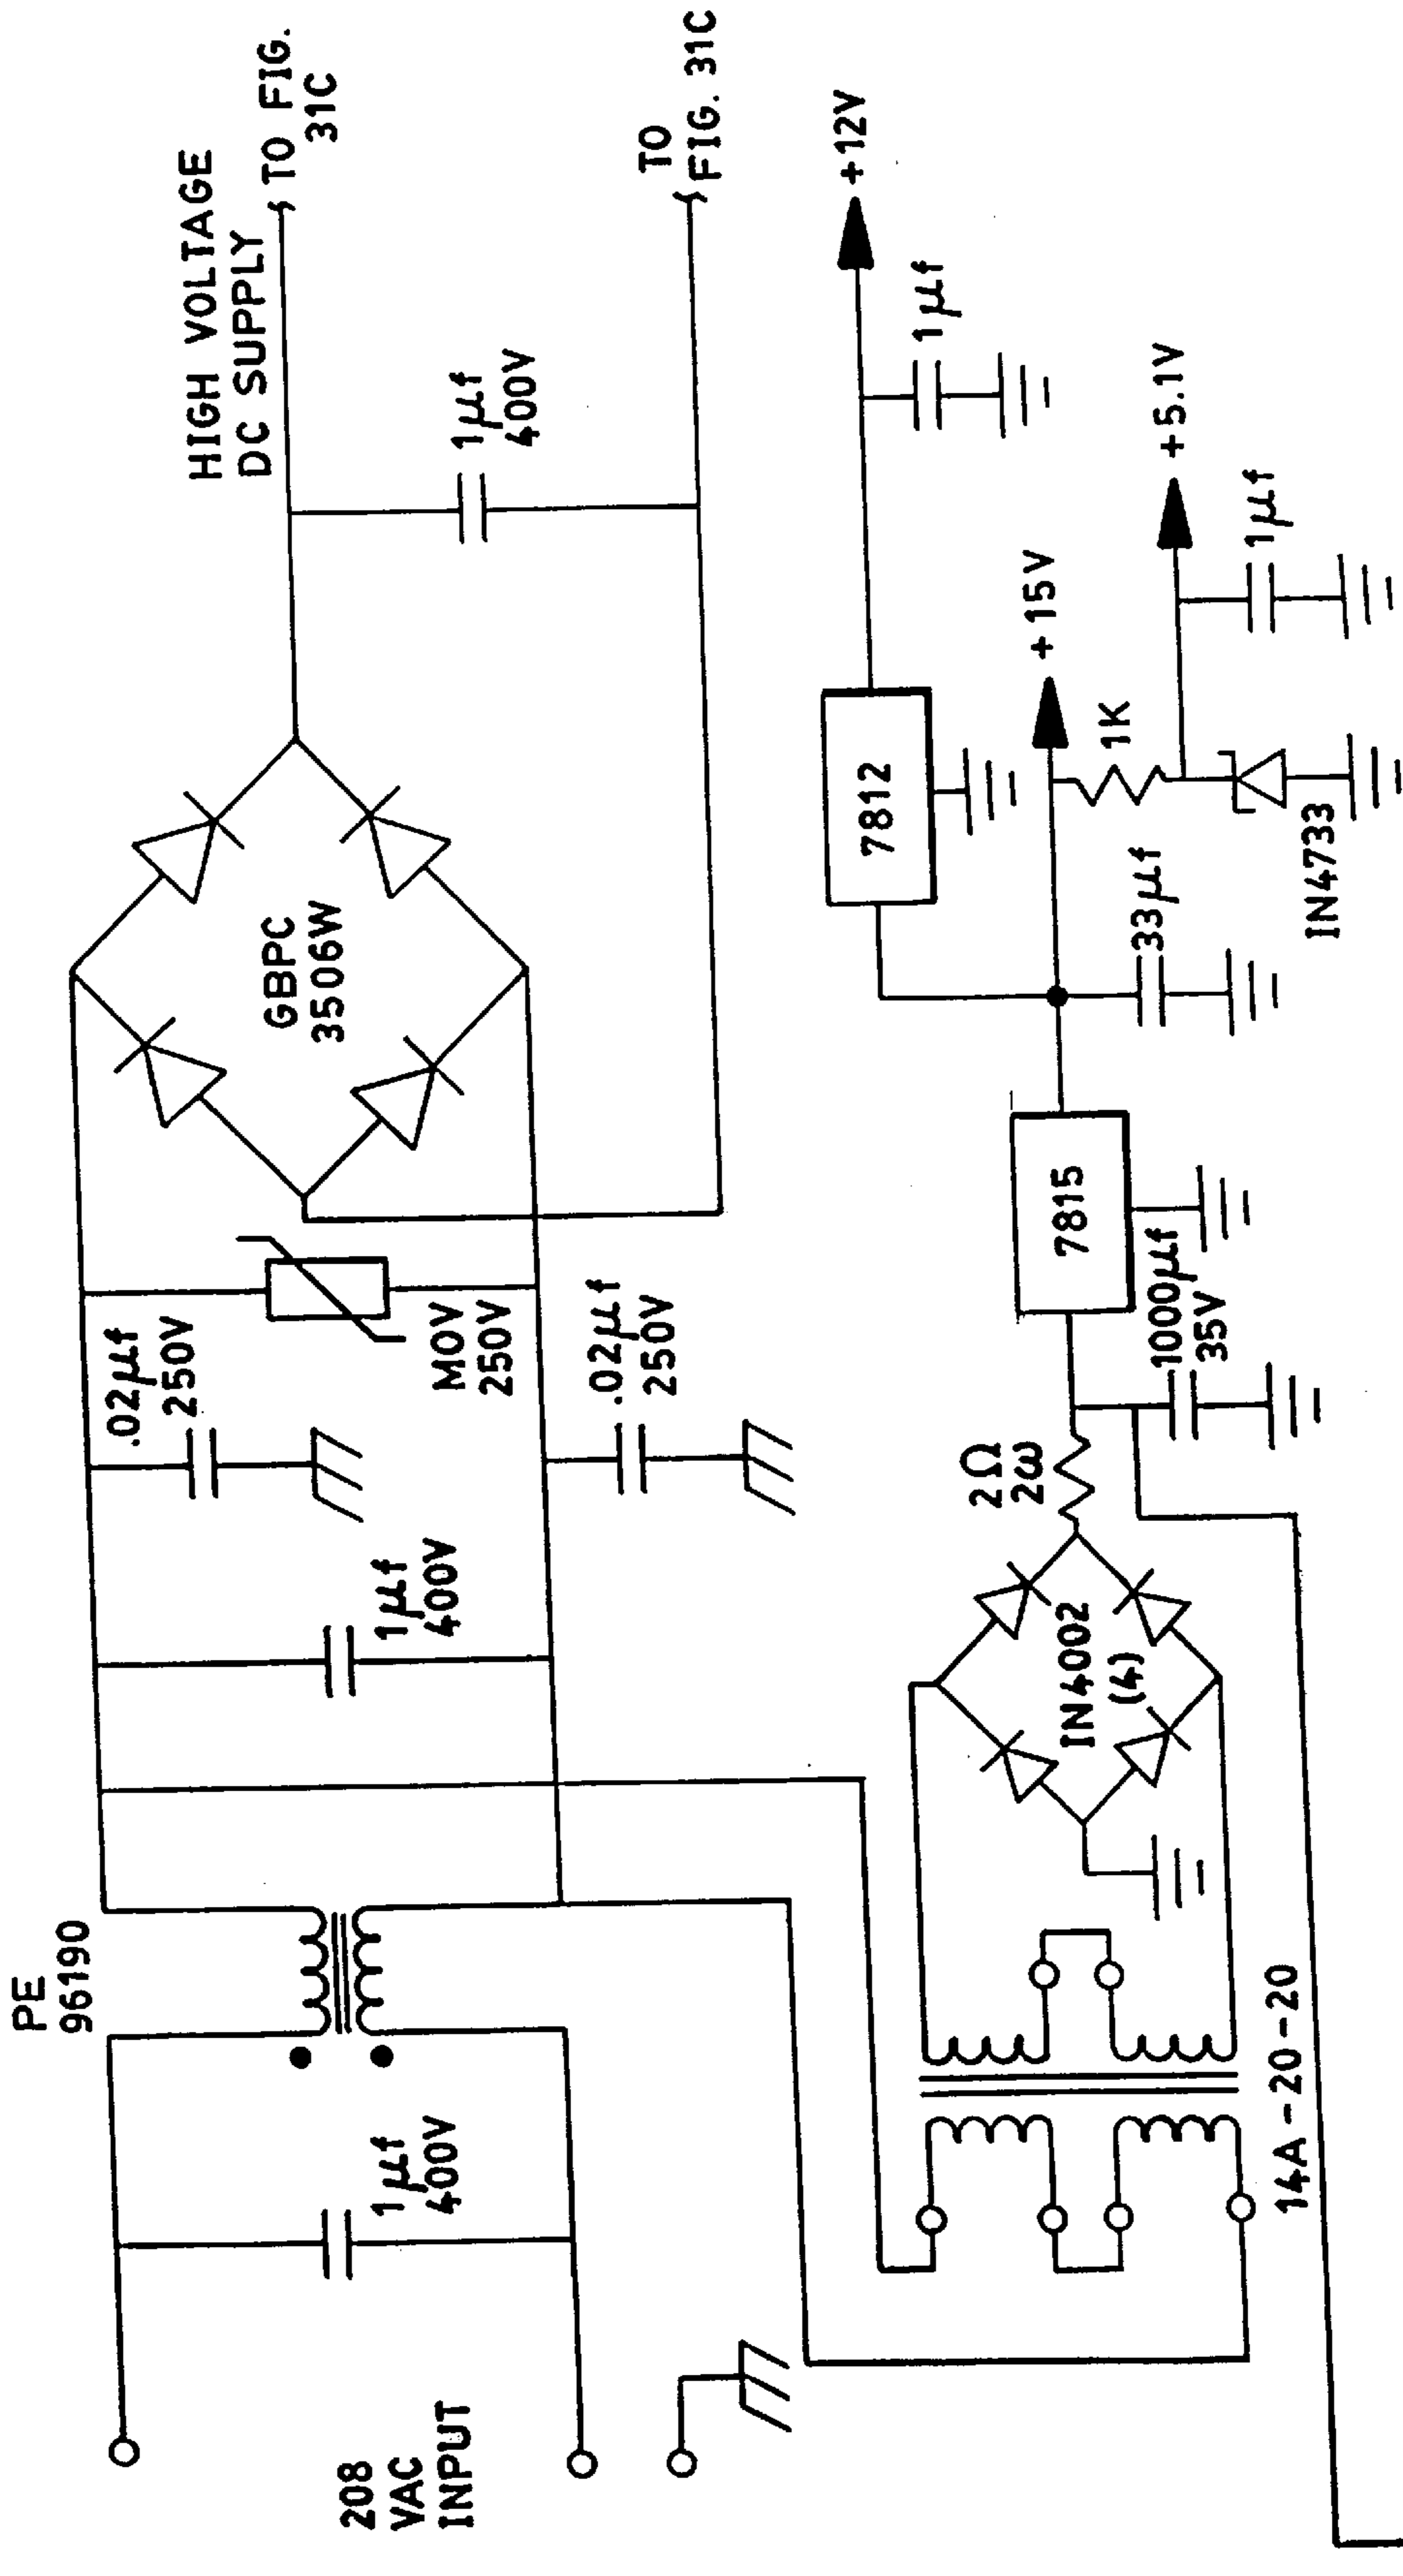 208
VAC
INPUT
1µf
400V
PE
96190
1µf
400V
.02µf
250V
MOV
250V
.02µf
250V
GBPC
3506W
HIGH VOLTAGE
DC SUPPLY
TO FIG.
31C
1µf
400V
TO
FIG. 31C
14A-20-20
IN4002
(4)
2Ω
2ω
1000µf
35V
7815
33µf
7812
+12V
1µf
+15V
1K
IN4733
+5.1V
1µf